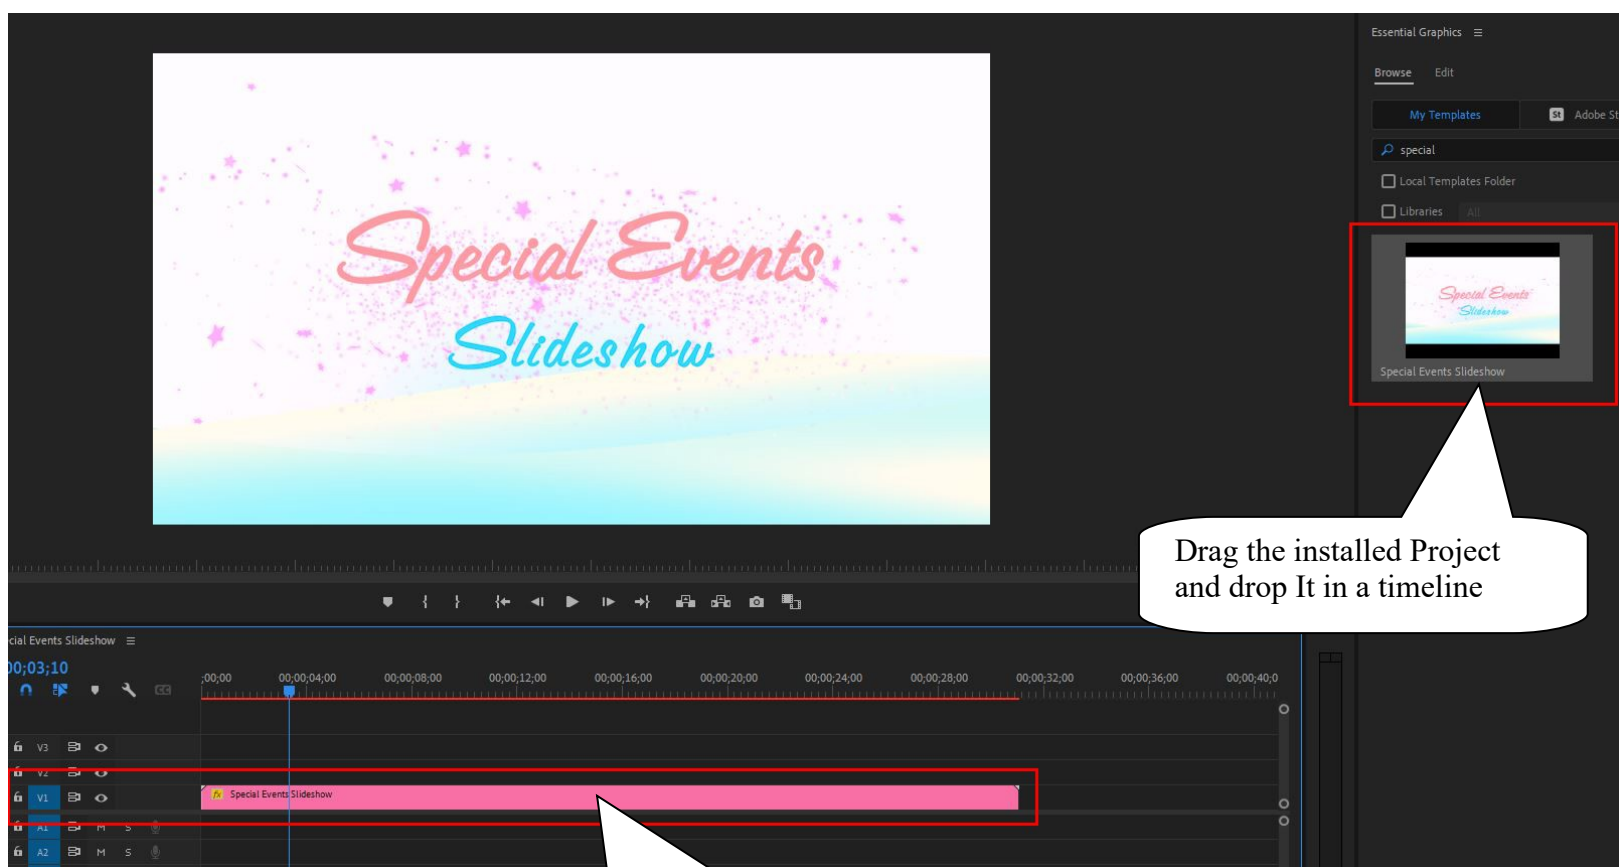 Essential Graphics
Browse Edit
My Templates St Adobe St
special
Local Templates Folder
Libraries All
Special Events
Slideshow
Special Events
Slideshow
Special Events Slideshow
Drag the installed Project
and drop It in a timeline
cial Events Slideshow
00;03;10
;00;00 00;00;04;00 00;00;08;00 00;00;12;00 00;00;16;00 00;00;20;00 00;00;24;00 00;00;28;00 00;00;32;00 00;00;36;00 00;00;40;0
V3
V2
V1 fx Special Events Slideshow
A1 M S
A2 M S